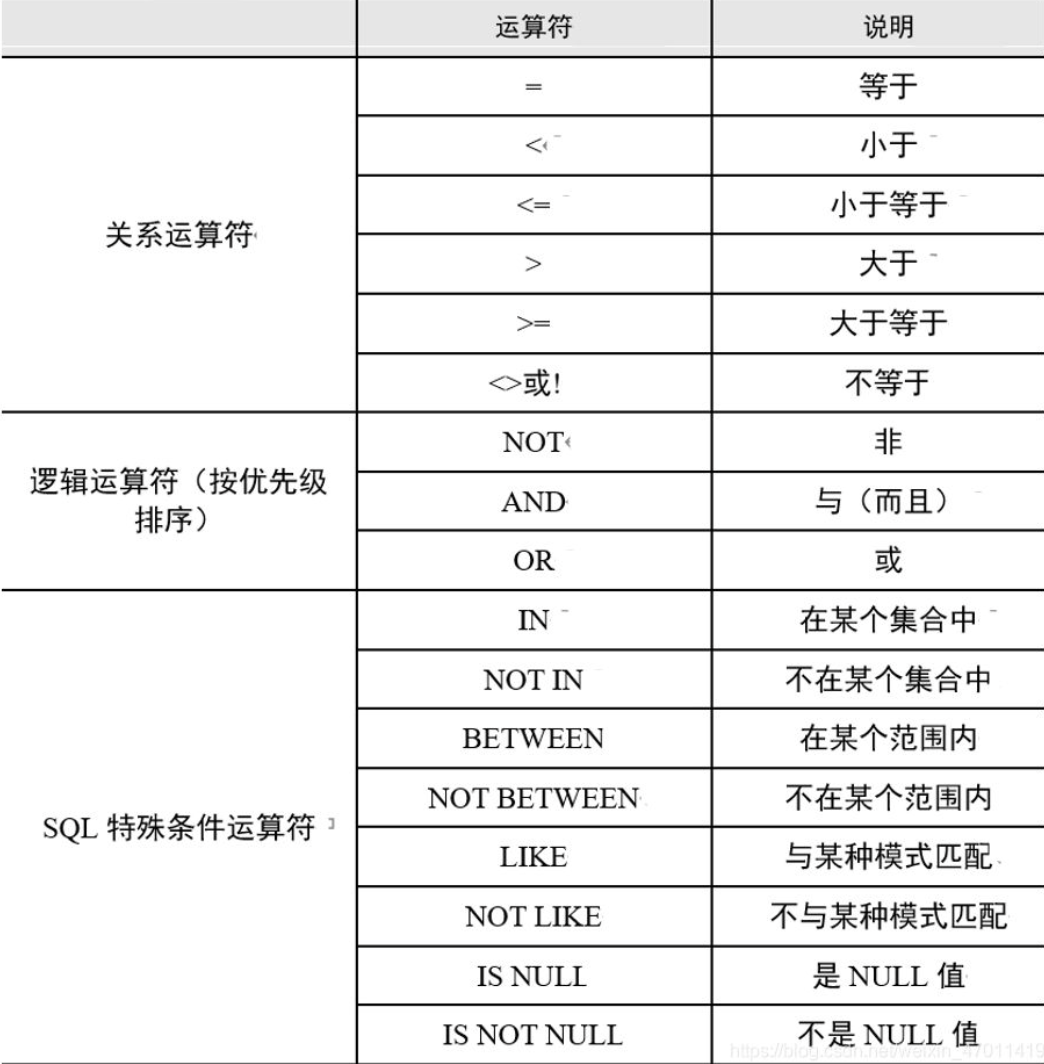 运算符 说明
关系运算符
= 等于
< 小于
<= 小于等于
> 大于
>= 大于等于
<>或! 不等于
逻辑运算符（按优先级
排序）
NOT 非
AND 与（而且）
OR 或
SQL 特殊条件运算符
IN 在某个集合中
NOT IN 不在某个集合中
BETWEEN 在某个范围内
NOT BETWEEN 不在某个范围内
LIKE 与某种模式匹配
NOT LIKE 不与某种模式匹配
IS NULL 是 NULL 值
IS NOT NULL 不是 NULL 值
https://blog.csdn.net/weixin_47011419